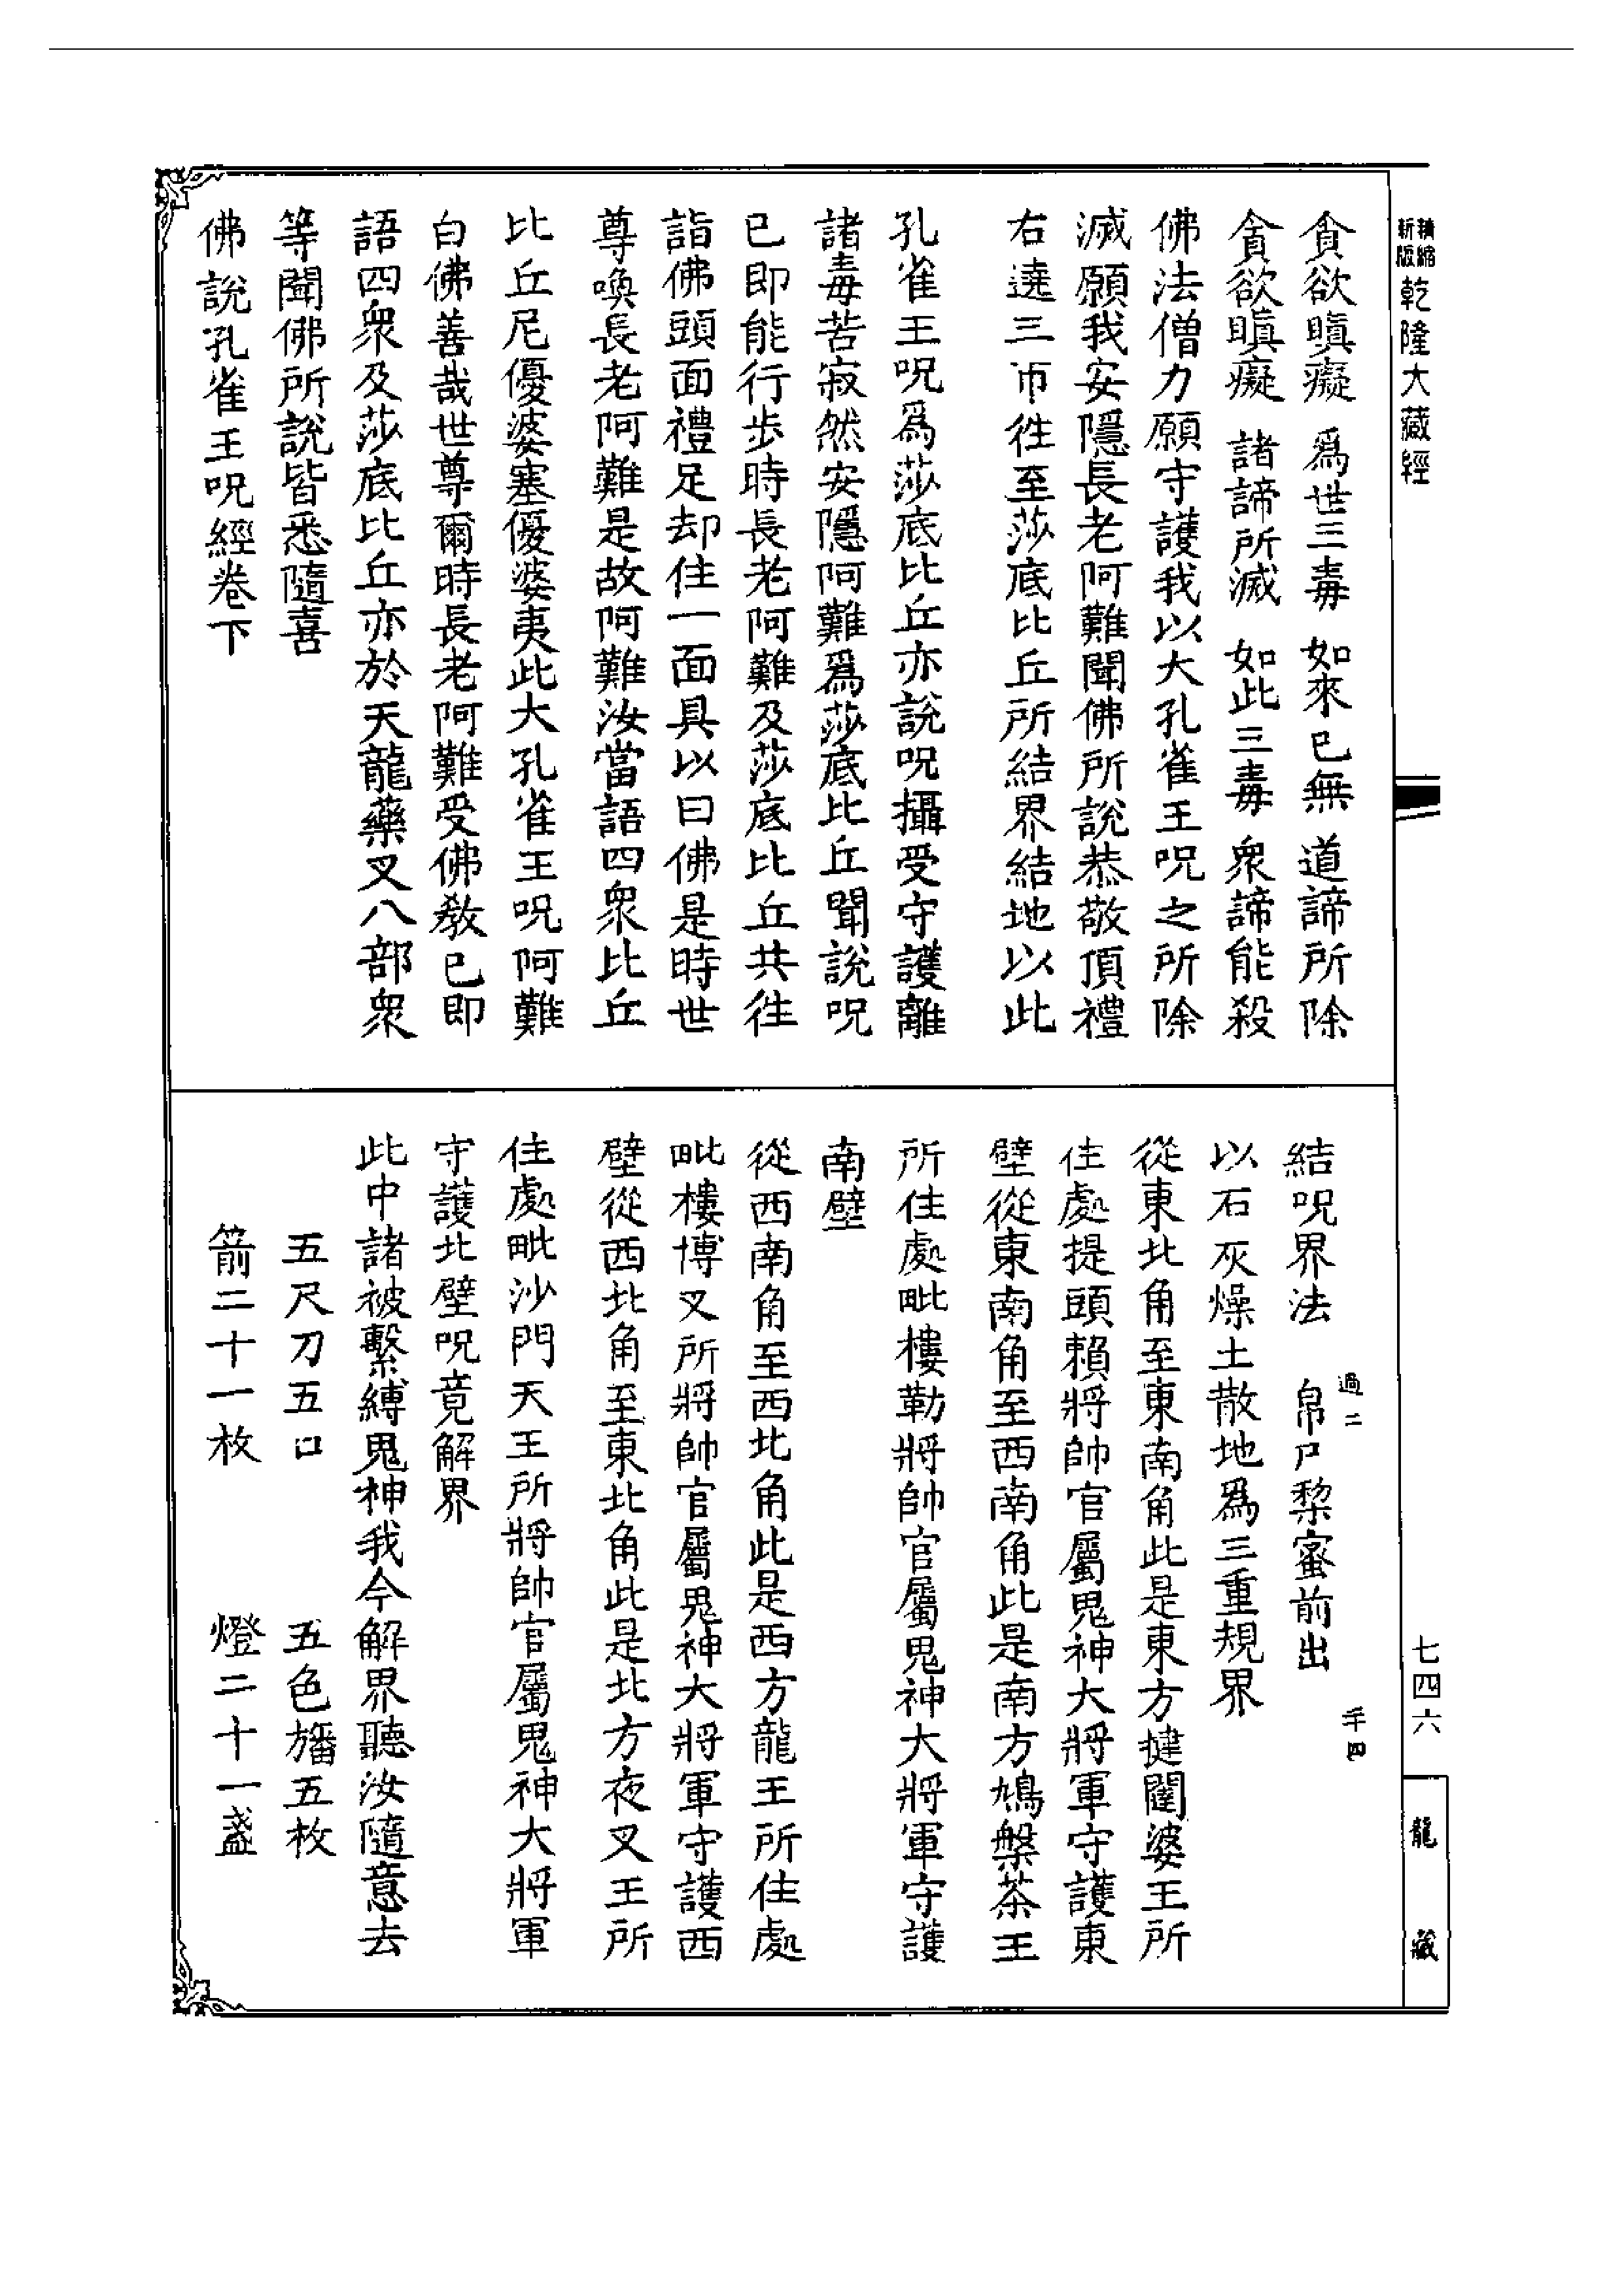 精縮新版乾隆大藏經
貪欲瞋癡　爲世三毒　如來已無　道諦所除
貪欲瞋癡　諸諦所滅　如此三毒　衆諦能殺
佛法僧力願守護我以大孔雀王呪之所除
滅願我安隱長老阿難聞佛所說恭敬頂禮
右遶三帀徃至莎底比丘所結界結地以此
孔雀王呪爲莎底比丘亦說呪攝受守護離
諸毒苦寂然安隱阿難爲莎底比丘聞說呪
已即能行步時長老阿難及莎底比丘共徃
詣佛頭面禮足却住一面具以曰佛是時世
尊喚長老阿難是故阿難汝當語四衆比丘
比丘尼優婆塞優婆夷此大孔雀王呪阿難
白佛善哉世尊爾時長老阿難受佛教已即
語四衆及莎底比丘亦於天龍藥叉八部衆
等聞佛所說皆悉隨喜
佛說孔雀王呪經卷下
過二　千四
結呪界法　帛尸梨蜜前出
以石灰燥土散地爲三重規界
從東北角至東南角此是東方揵闥婆王所
住處提頭賴將帥官屬鬼神大將軍守護東
壁從東南角至西南角此是南方鳩槃茶王
所住處毗樓勒將帥官屬鬼神大將軍守護
南壁
從西南角至西北角此是西方龍王所住處
毗樓博叉所將帥官屬鬼神大將軍守護西
壁從西北角至東北角此是北方夜叉王所
住處毗沙門天王所將帥官屬鬼神大將軍
守護北壁呪竟解界
此中諸被繫縛鬼神我今解界聽汝隨意去
五尺刀五口　五色旛五枚
箭二十一枚　燈二十一盞
七四六
龍藏